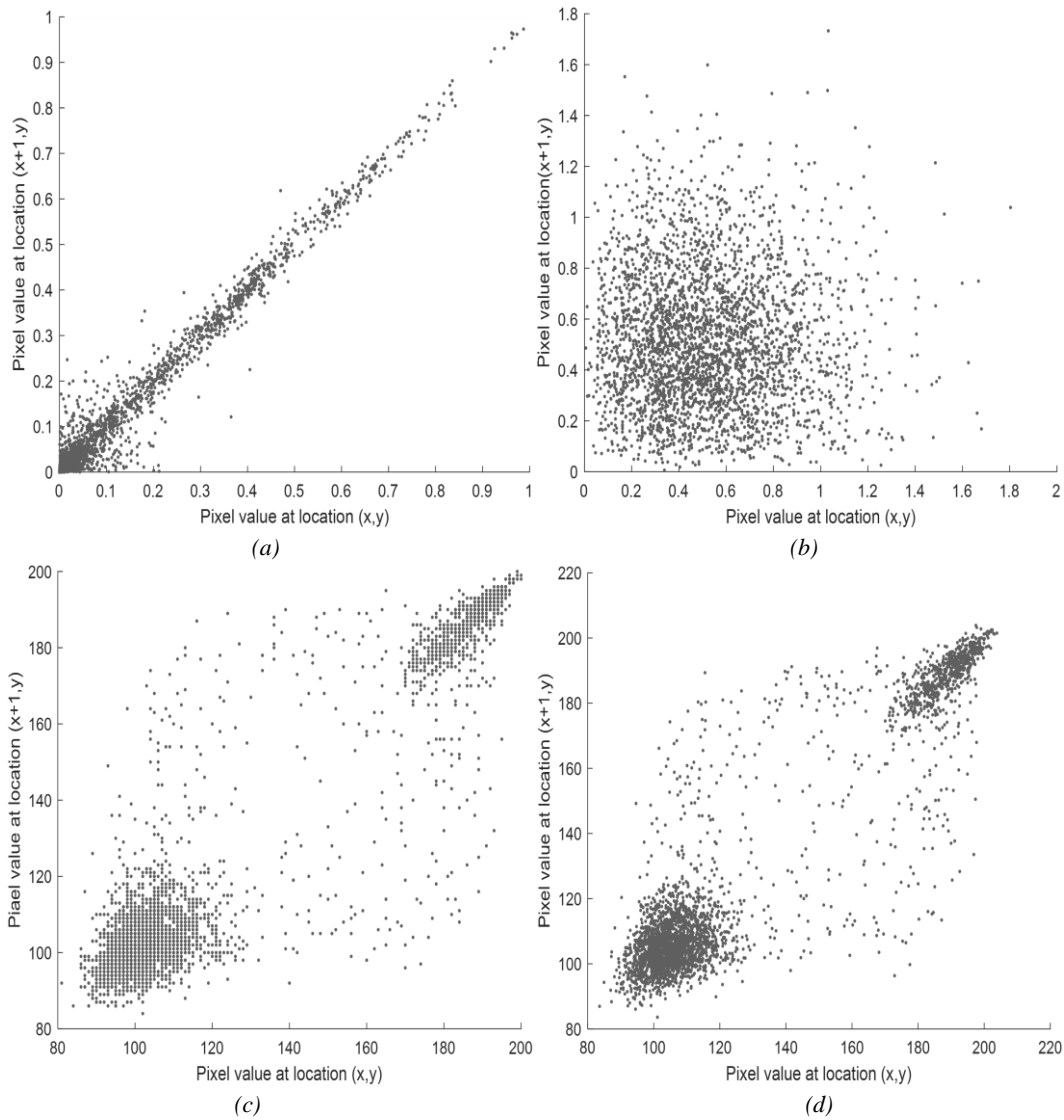 Pixel value at location (x+1,y)
1
0.9
0.8
0.7
0.6
0.5
0.4
0.3
0.2
0.1
0
0 0.1 0.2 0.3 0.4 0.5 0.6 0.7 0.8 0.9 1
Pixel value at location (x,y)
(a)
Pixel value at location(x+1,y)
1.8
1.6
1.4
1.2
1
0.8
0.6
0.4
0.2
0
0 0.2 0.4 0.6 0.8 1 1.2 1.4 1.6 1.8 2
Pixel value at location (x,y)
(b)
Piael value at location (x+1,y)
200
180
160
140
120
100
80
80 100 120 140 160 180 200
Pixel value at location (x,y)
(c)
Pixel value at location (x+1,y)
220
200
180
160
140
120
100
80
80 100 120 140 160 180 200 220
Pixel value at location (x,y)
(d)